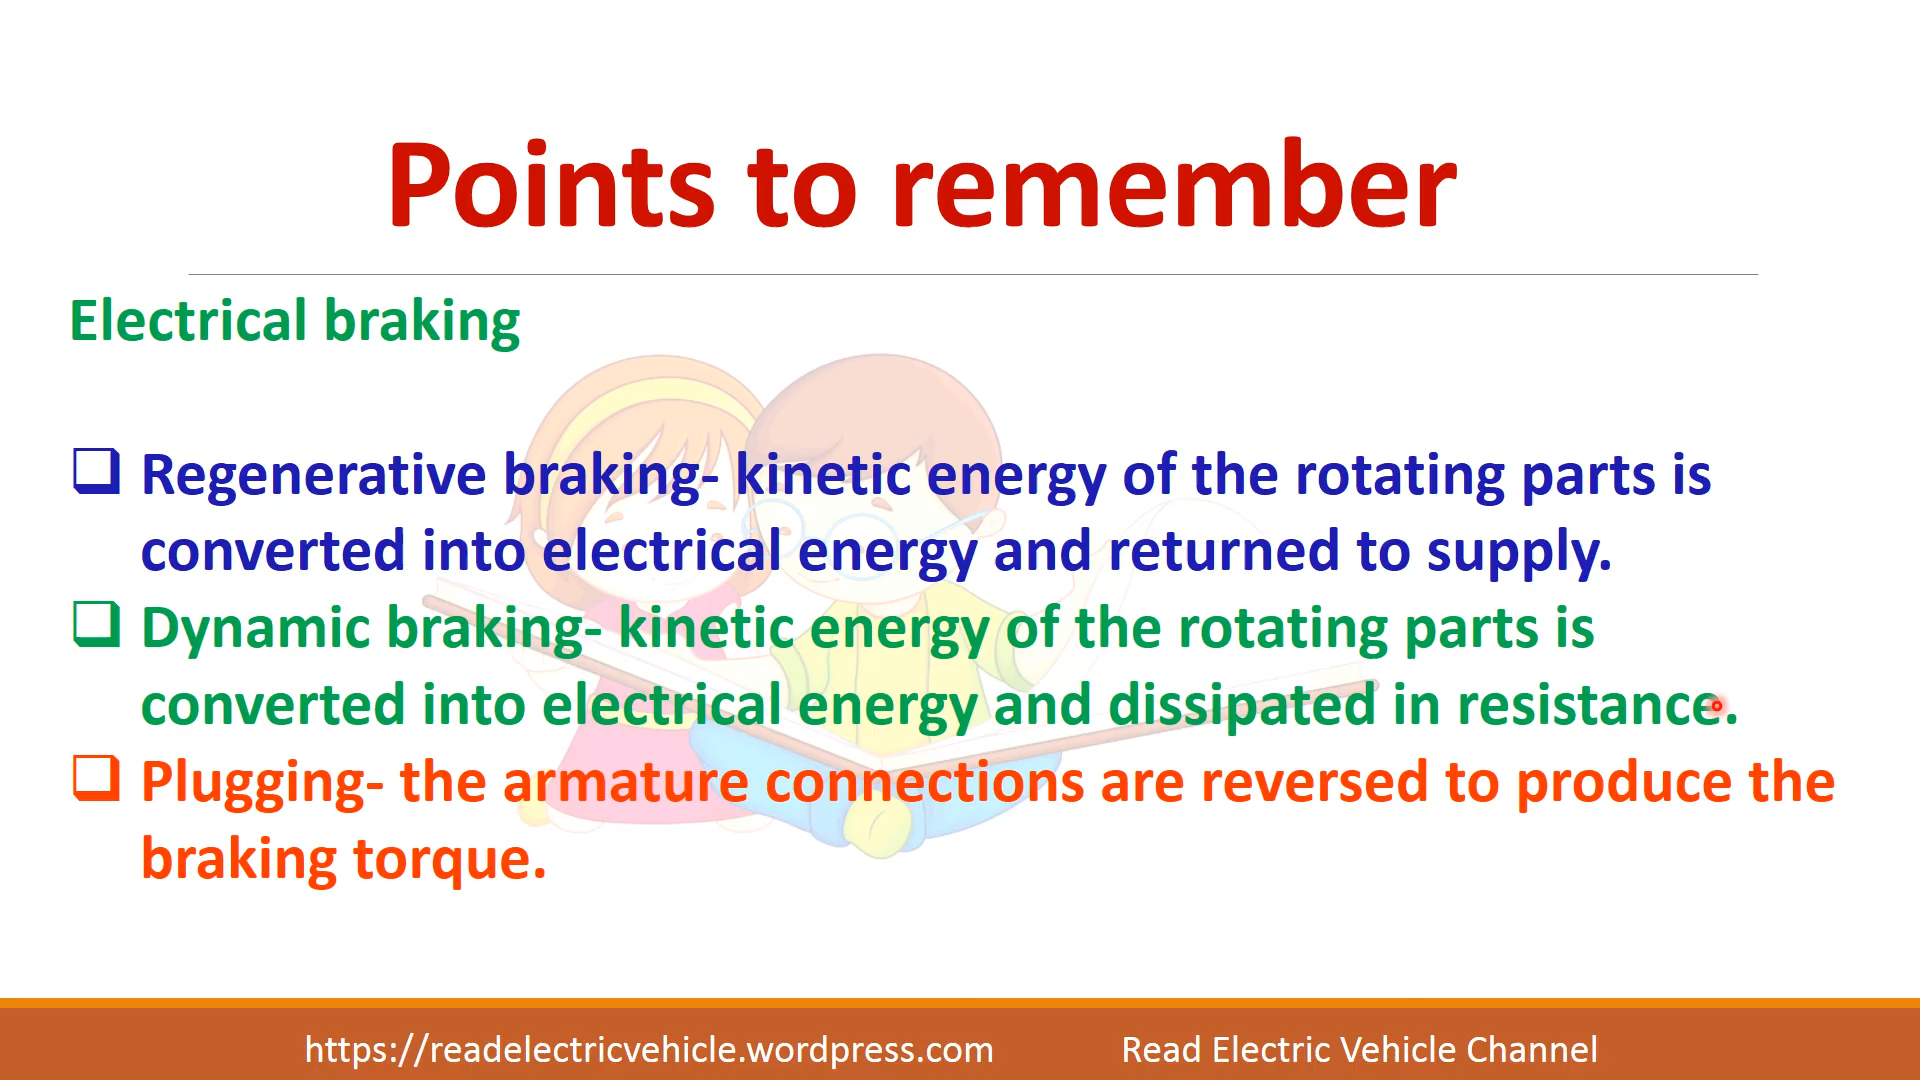 Points to remember
Electrical braking
❑ Regenerative braking- kinetic energy of the rotating parts is
converted into electrical energy and returned to supply.
❑ Dynamic braking- kinetic energy of the rotating parts is
converted into electrical energy and dissipated in resistance.
❑ Plugging- the armature connections are reversed to produce the
braking torque.
https://readelectricvehicle.wordpress.com Read Electric Vehicle Channel